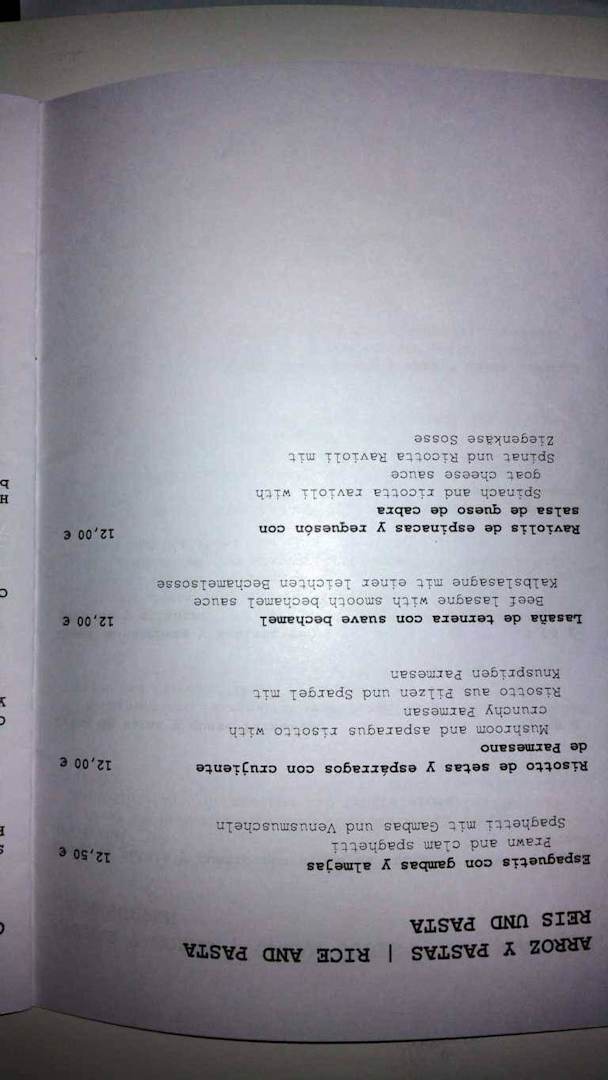 ARROZ Y PASTAS | RICE AND PASTA
REIS UND PASTA
Espaguetis con gambas y almejas
Prawn and clam spaghetti 12,50 €
Spaghetti mit Gambas und Venusmuscheln
Risotto de setas y espárragos con crujiente 12,00 €
de Parmesano
Mushroom and asparagus risotto with
crunchy Parmesan
Risotto aus Pilzen und Spargel mit
Knusprigen Parmesan
Lasaña de ternera con suave bechamel 12,00 €
Beef lasagne with smooth bechamel sauce
Kalbslasagne mit einer leichten Bechamelsosse
Raviolis de espinacas y requesón con 12,00 €
salsa de queso de cabra
Spinach and ricotta ravioli with
goat cheese sauce
Spinat und Ricotta Ravioli mit
Ziegenkäse Sosse